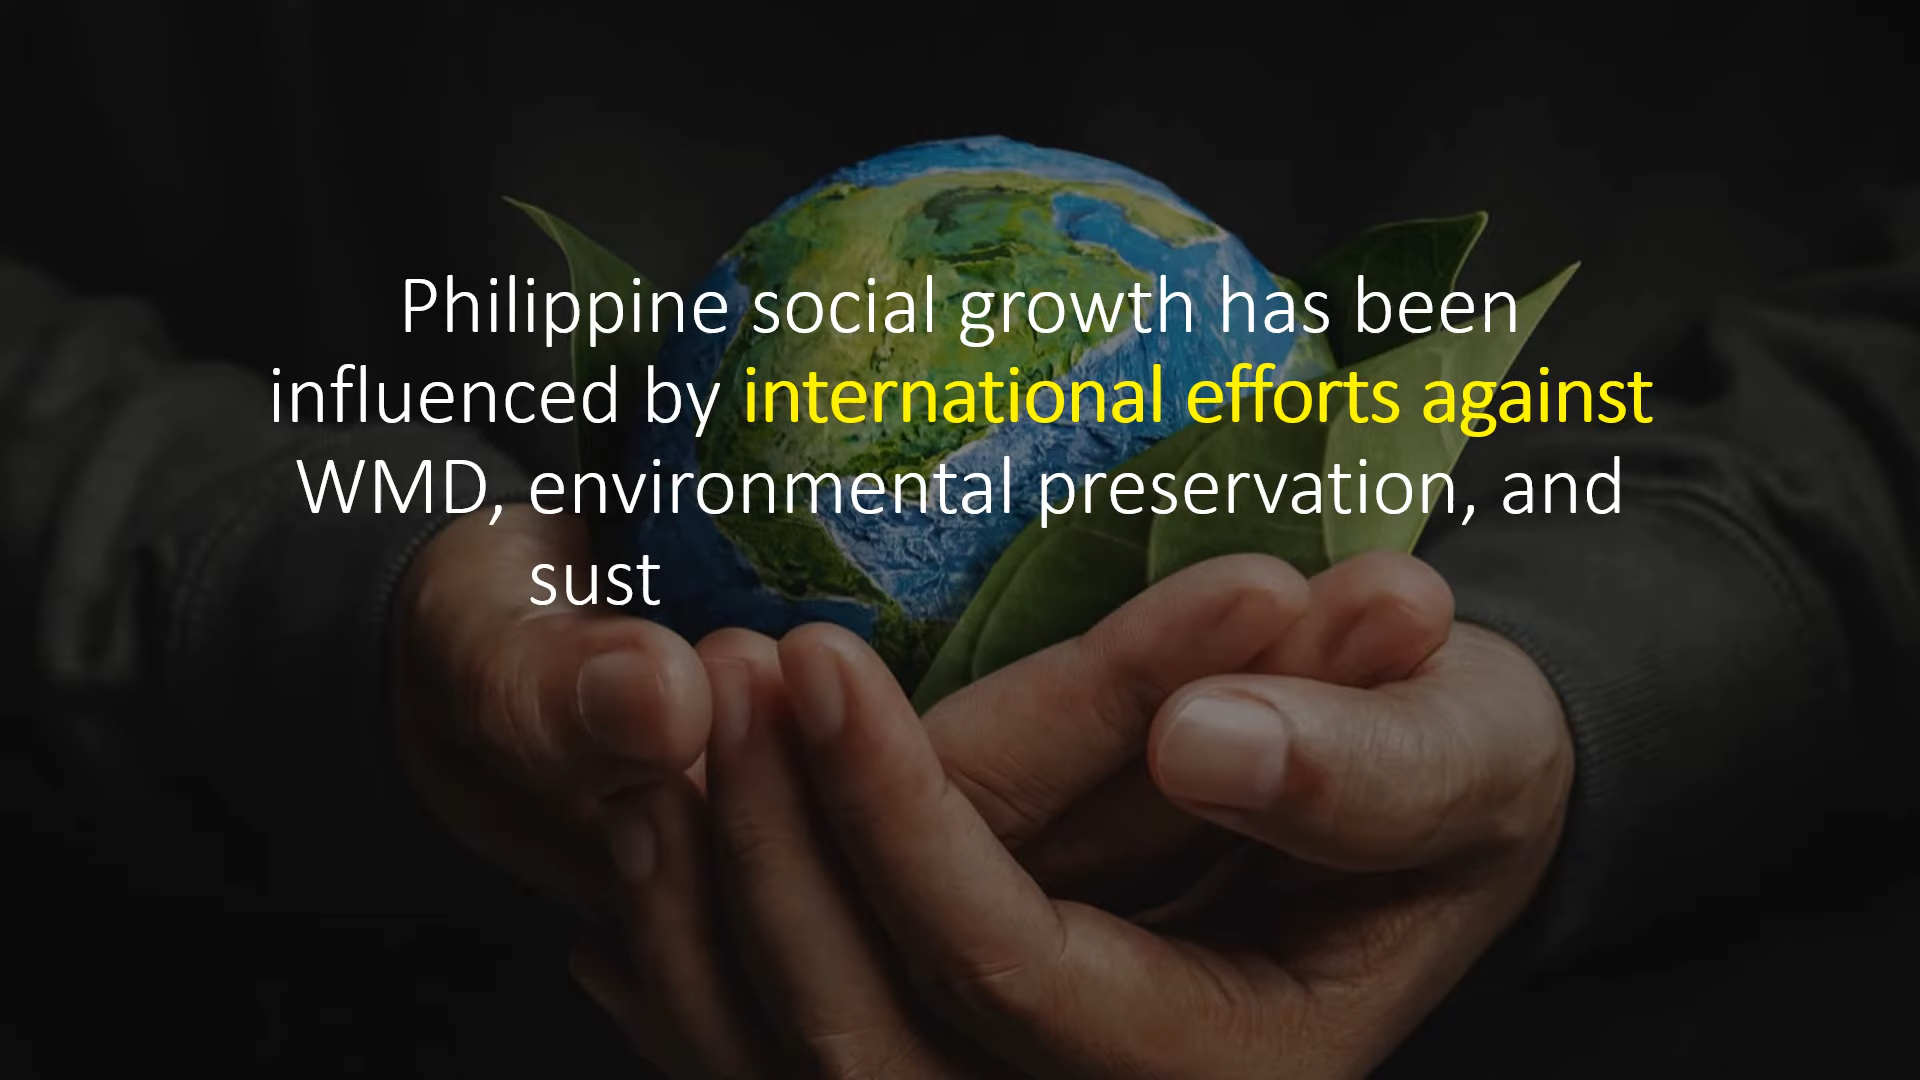 Philippine social growth has been
influenced by international efforts against
WMD, environmental preservation, and
sust